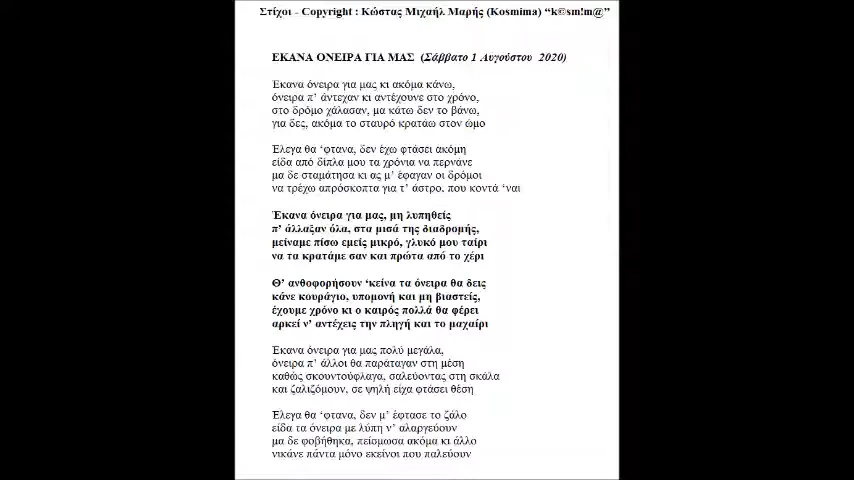 Στίχοι - Copyright : Κώστας Μιχαήλ Μαρής (Kosmima) “k©sm!m@”
ΕΚΑΝΑ ΟΝΕΙΡΑ ΓΙΑ ΜΑΣ (Σάββατο 1 Αυγούστου 2020)
Έκανα όνειρα για μας κι ακόμα κάνω,
όνειρα π’ άντεχαν κι αντέχουνε στο χρόνο,
στο δρόμο χάλασαν, μα κάτω δεν το βάνω,
για δες, ακόμα το σταυρό κρατάω στον ώμο
Έλεγα θα ‘φτανα, δεν έχω φτάσει ακόμη
είδα από δίπλα μου τα χρόνια να περνάνε
μα δε σταμάτησα κι ας μ’ έφαγαν οι δρόμοι
να τρέχω απρόσκοπτα για τ’ άστρο, που κοντά ‘ναι
Έκανα όνειρα για μας, μη λυπηθείς
π’ άλλαξαν όλα, στα μισά της διαδρομής,
μείναμε πίσω εμείς μικρό, γλυκό μου ταίρι
να τα κρατάμε σαν και πρώτα από το χέρι
Θ’ ανθοφορήσουν ‘κείνα τα όνειρα θα δεις
κάνε κουράγιο, υπομονή και μη βιαστείς,
έχουμε χρόνο κι ο καιρός πολλά θα φέρει
αρκεί ν’ αντέχεις την πληγή και το μαχαίρι
Έκανα όνειρα για μας πολύ μεγάλα,
όνειρα π’ άλλοι θα παράταγαν στη μέση
καθώς σκουντούφλαγα, σαλεύοντας στη σκάλα
και ζαλιζόμουν, σε ψηλή είχα φτάσει θέση
Έλεγα θα ‘φτανα, δεν μ’ έφτασε το ζάλο
είδα τα όνειρα με λύπη ν’ αλαργεύουν
μα δε φοβήθηκα, πείσμωσα ακόμα κι άλλο
νικάνε πάντα μόνο εκείνοι που παλεύουν